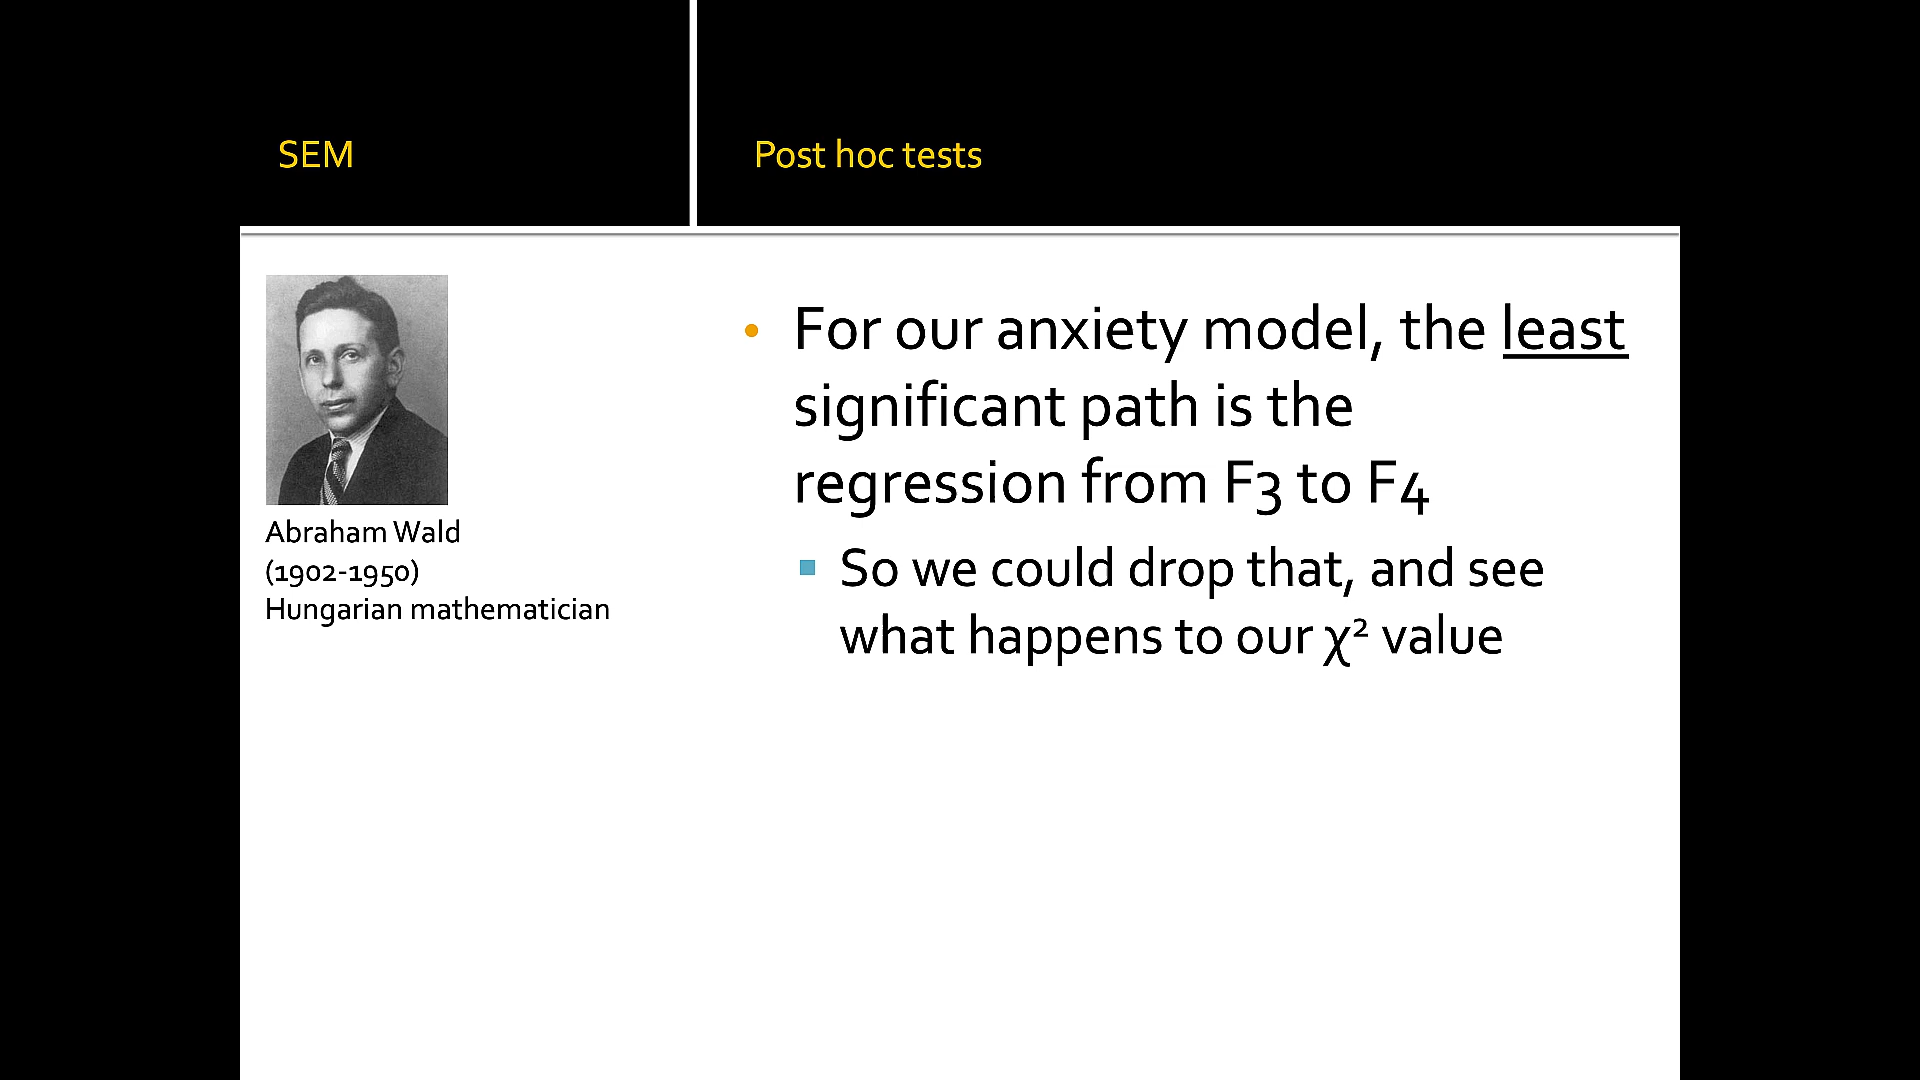 SEM
Post hoc tests
Abraham Wald
(1902-1950)
Hungarian mathematician
• For our anxiety model, the least
significant path is the
regression from F3 to F4
▪ So we could drop that, and see
what happens to our χ² value